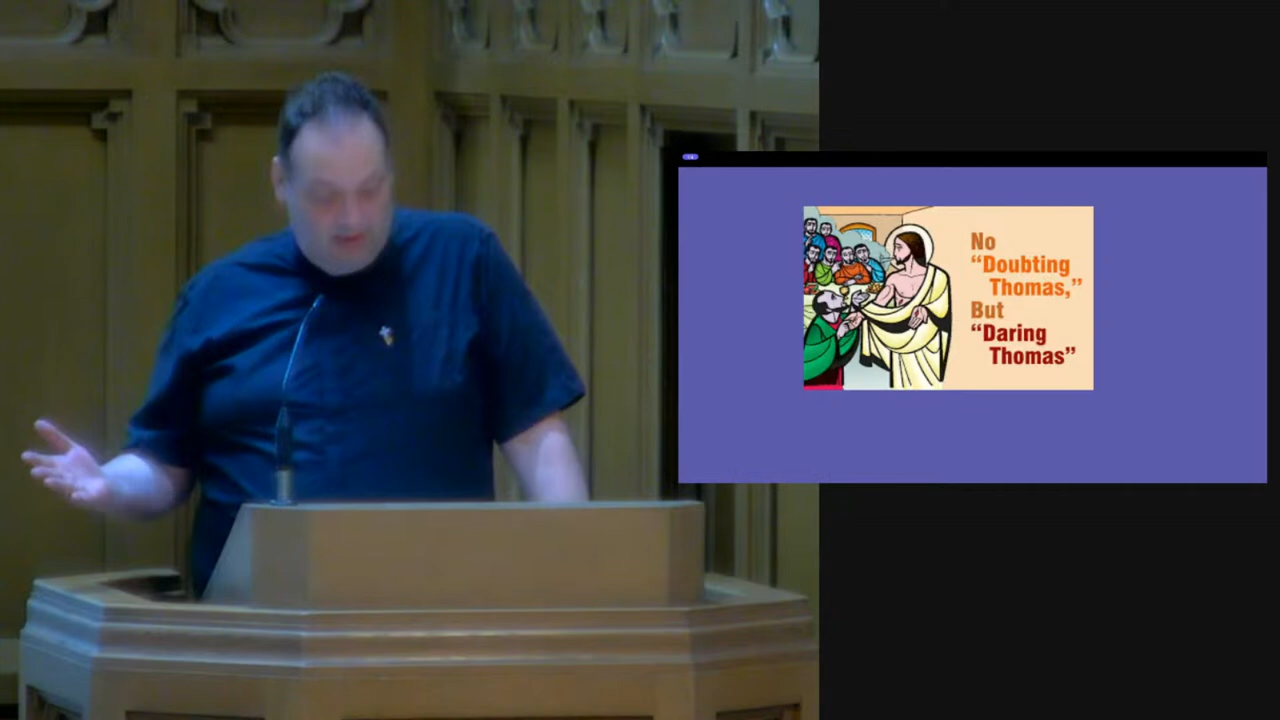 No
“Doubting
Thomas,”
But
“Daring
Thomas”